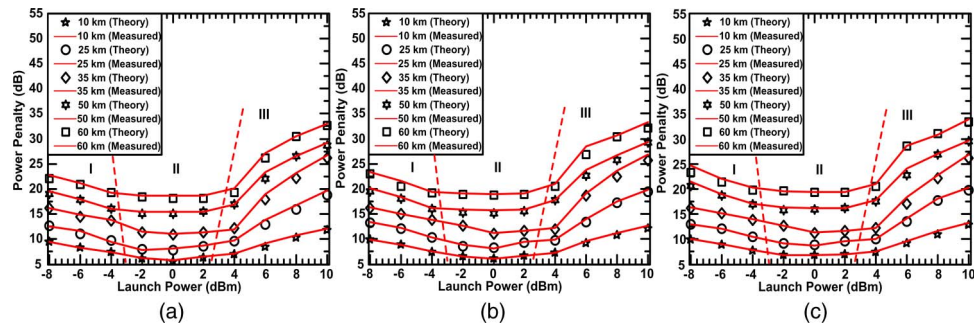 55
50
45
40
35
30
25
20
15
10
5
Power Penalty (dB)
10 km (Theory)
10 km (Measured)
25 km (Theory)
25 km (Measured)
35 km (Theory)
35 km (Measured)
50 km (Theory)
50 km (Measured)
60 km (Theory)
60 km (Measured)
I
II
III
-8 -6 -4 -2 0 2 4 6 8 10
Launch Power (dBm)
(a)
55
50
45
40
35
30
25
20
15
10
5
10 km (Theory)
10 km (Measured)
25 km (Theory)
25 km (Measured)
35 km (Theory)
35 km (Measured)
50 km (Theory)
50 km (Measured)
60 km (Theory)
60 km (Measured)
I
II
III
-8 -6 -4 -2 0 2 4 6 8 10
Launch Power (dBm)
(b)
55
50
45
40
35
30
25
20
15
10
5
10 km (Theory)
10 km (Measured)
25 km (Theory)
25 km (Measured)
35 km (Theory)
35 km (Measured)
50 km (Theory)
50 km (Measured)
60 km (Theory)
60 km (Measured)
I
II
III
-8 -6 -4 -2 0 2 4 6 8 10
Launch Power (dBm)
(c)